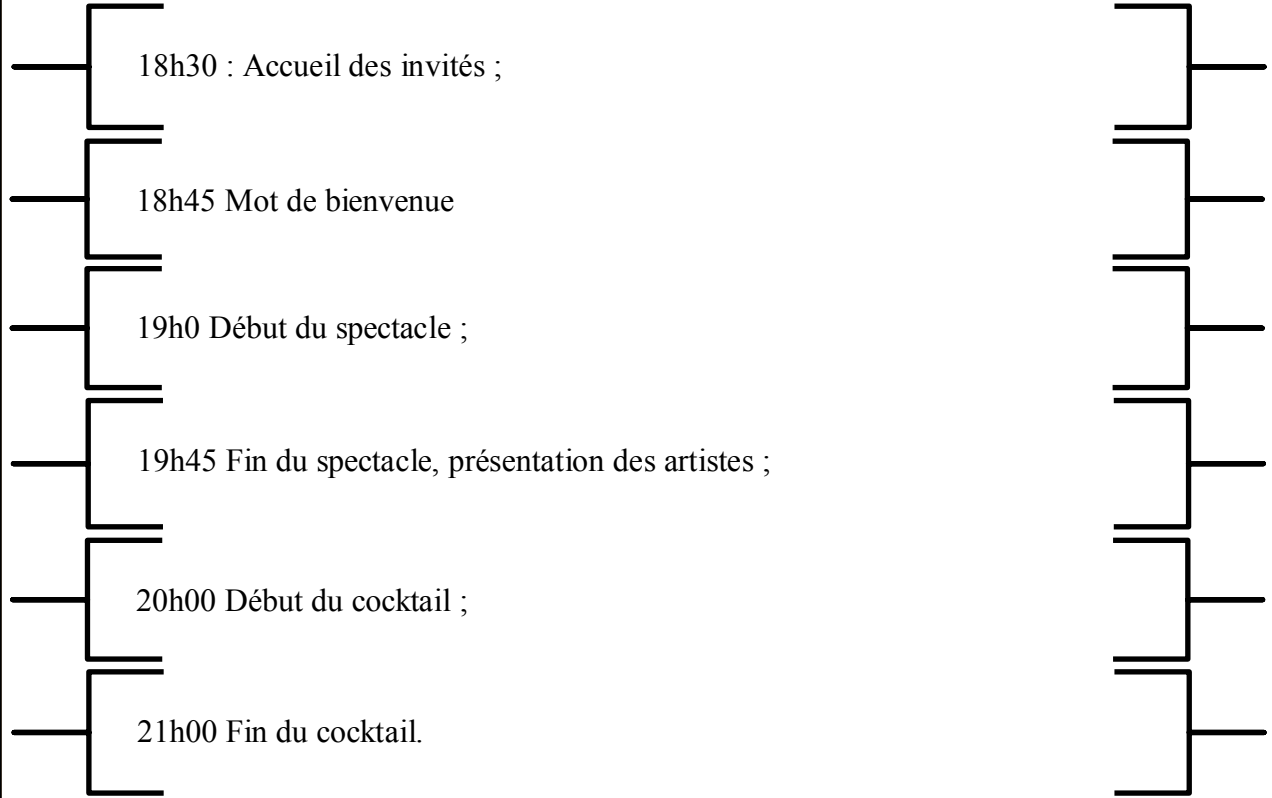 18h30 : Accueil des invités ;
18h45 Mot de bienvenue
19h0 Début du spectacle ;
19h45 Fin du spectacle, présentation des artistes ;
20h00 Début du cocktail ;
21h00 Fin du cocktail.